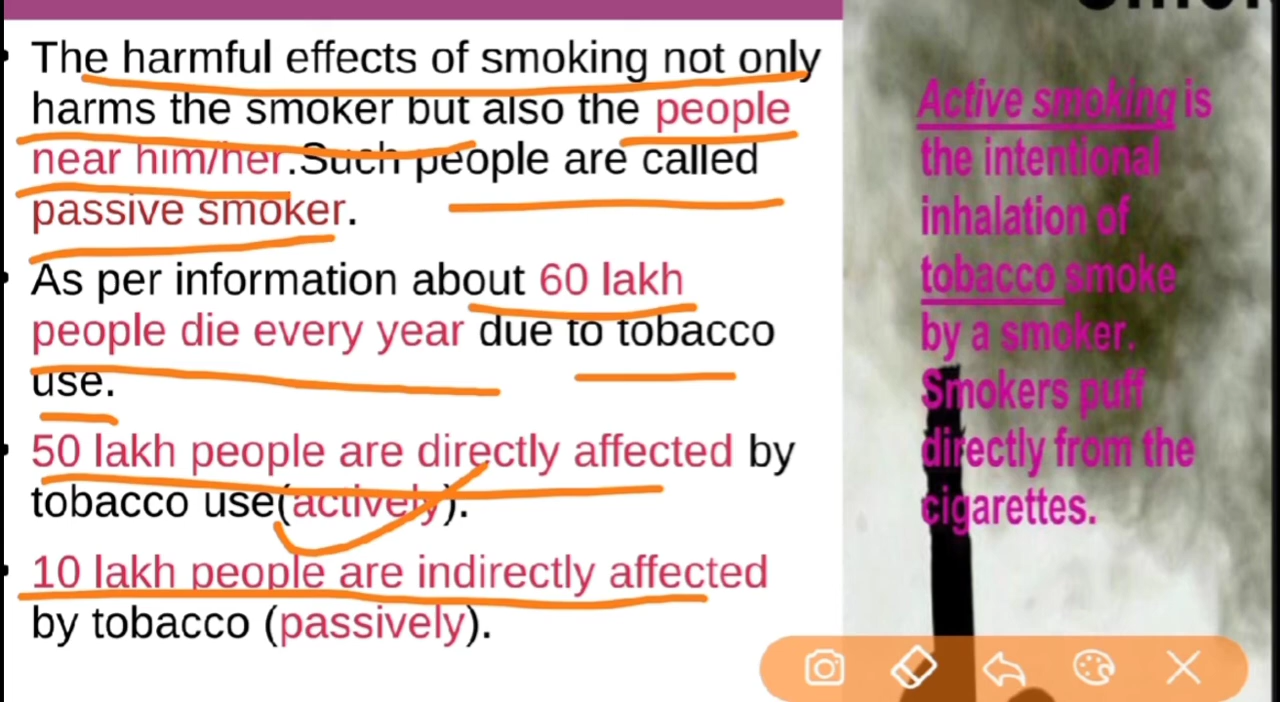 The harmful effects of smoking not only
harms the smoker but also the people
near him/her.Such people are called
passive smoker.
As per information about 60 lakh
people die every year due to tobacco
use.
50 lakh people are directly affected by
tobacco use(actively).
10 lakh people are indirectly affected
by tobacco (passively).
Active smoking is
the intentional
inhalation of
tobacco smoke
by a smoker.
Smokers puff
directly from the
cigarettes.